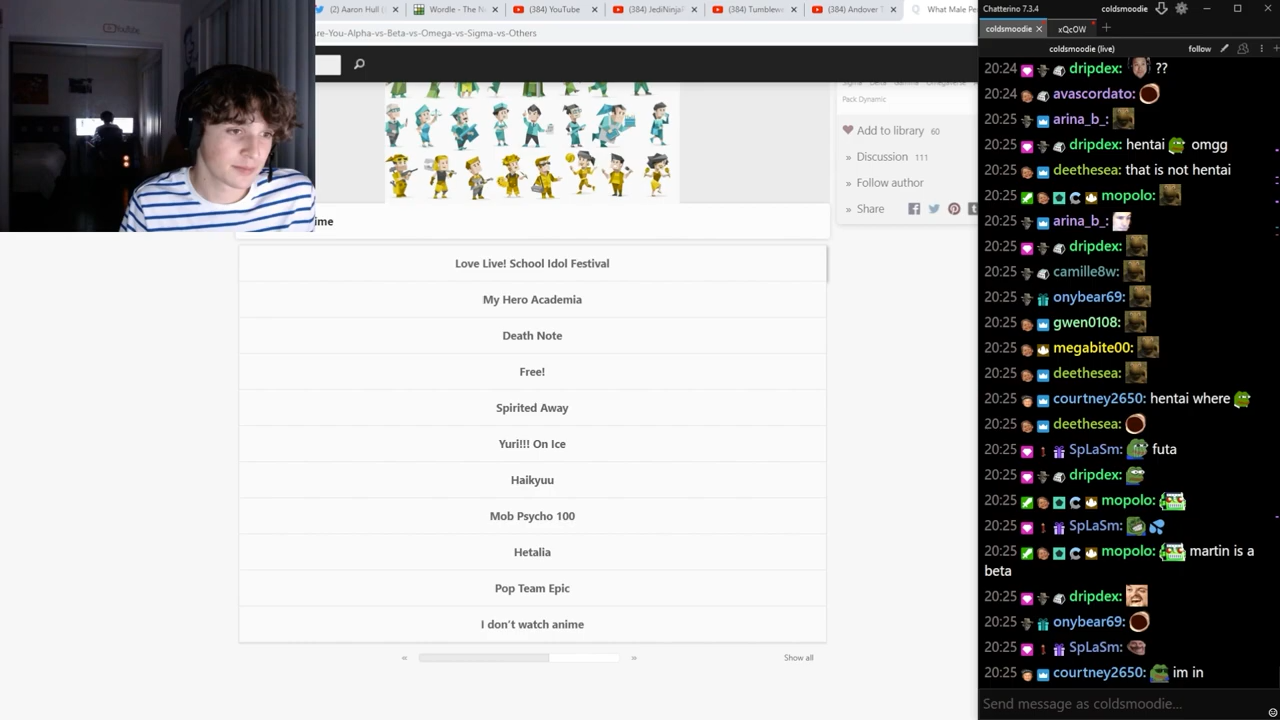 (2) Aaron Hull (
Wordle - The N
(384) YouTube
(384) JediNinja
(384) Tumblew
(384) Andover T
What Male Pe
re-You-Alpha-vs-Beta-vs-Omega-vs-Sigma-vs-Others
Pack Dynamic
Add to library 60
» Discussion 111
» Follow author
» Share
ime
Love Live! School Idol Festival
My Hero Academia
Death Note
Free!
Spirited Away
Yuri!!! On Ice
Haikyuu
Mob Psycho 100
Hetalia
Pop Team Epic
I don't watch anime
« » Show all
Chatterino 7.3.4 coldsmoodie
coldsmoodie xQcOW
coldsmoodie (live) follow
20:24 dripdex: ??
20:24 avascordato:
20:25 arina_b_:
20:25 dripdex: hentai omgg
20:25 deethesea: that is not hentai
20:25 mopolo:
20:25 arina_b_:
20:25 dripdex:
20:25 camille8w:
20:25 onybear69:
20:25 gwen0108:
20:25 megabite00:
20:25 deethesea:
20:25 courtney2650: hentai where
20:25 deethesea:
20:25 SpLaSm: futa
20:25 dripdex:
20:25 mopolo:
20:25 SpLaSm:
20:25 mopolo: martin is a
beta
20:25 dripdex:
20:25 onybear69:
20:25 SpLaSm:
20:25 courtney2650: im in
Send message as coldsmoodie...